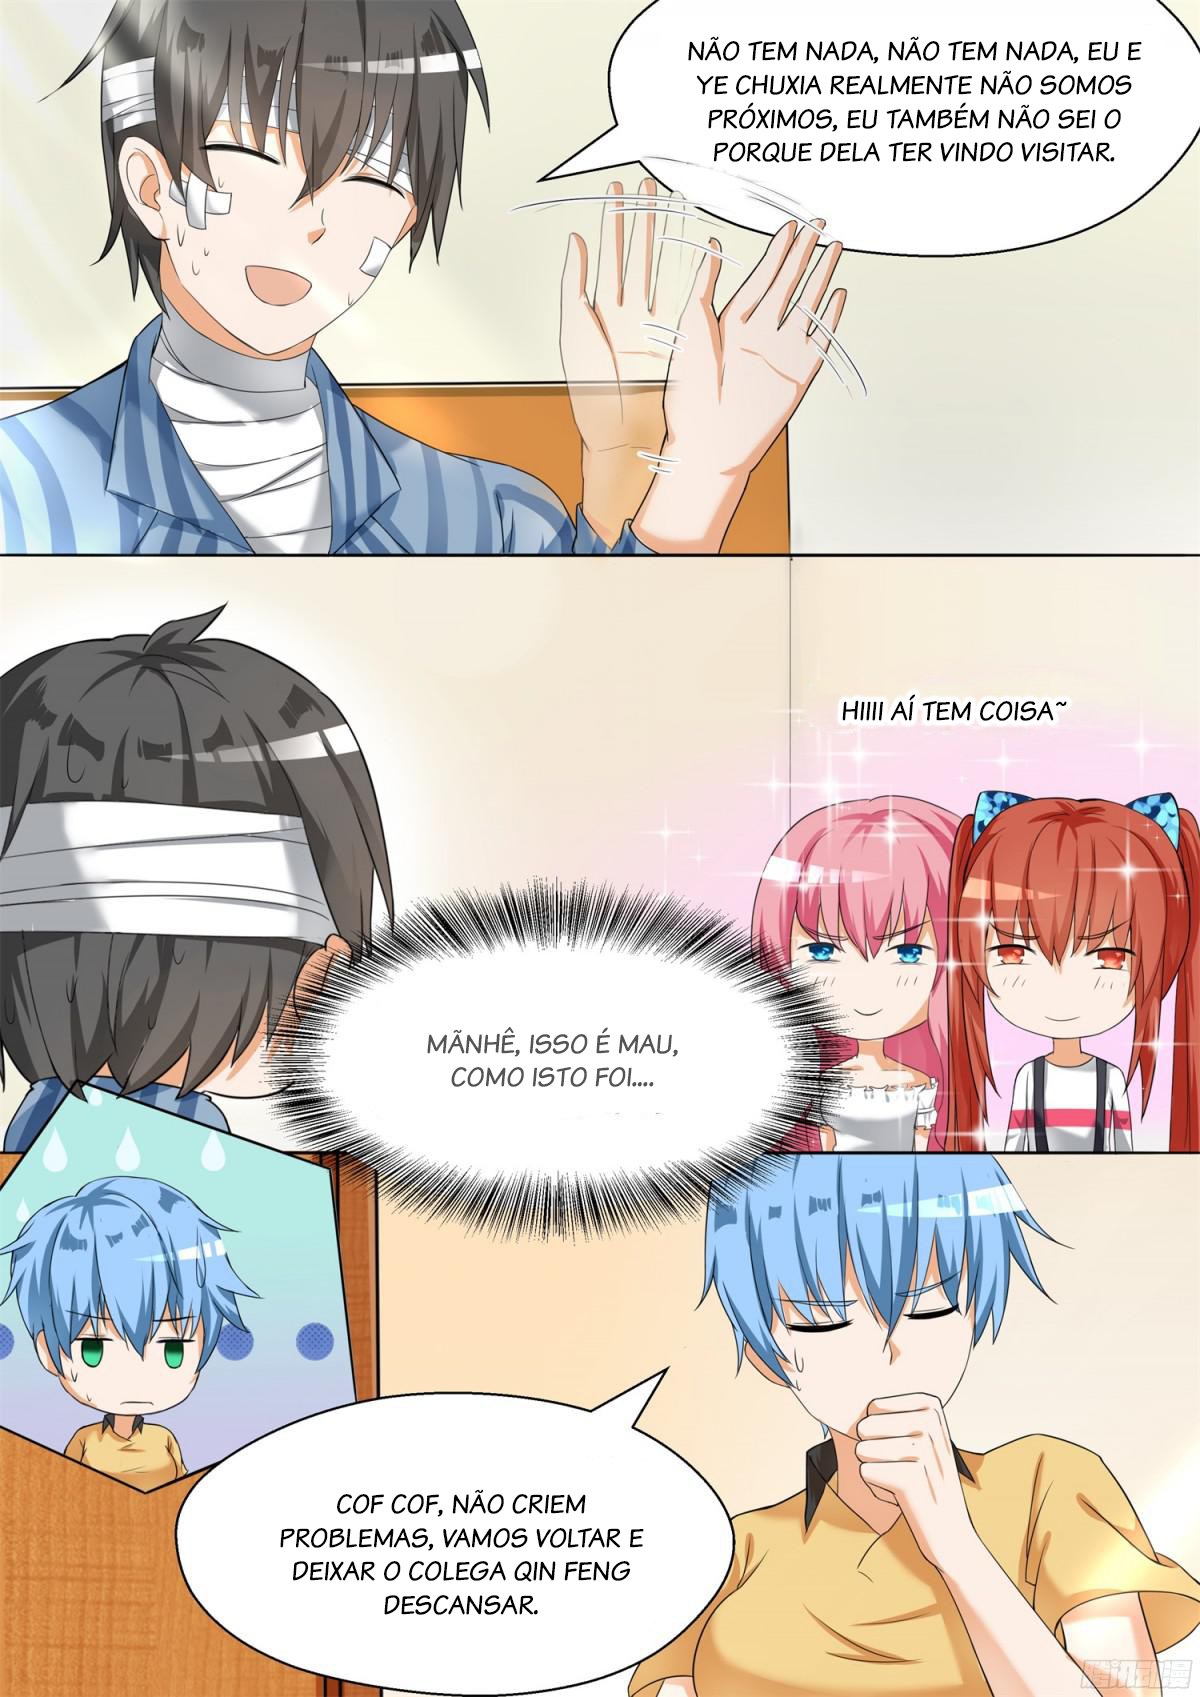 NÃO TEM NADA, NÃO TEM NADA, EU E
YE CHUXIA REALMENTE NÃO SOMOS
PRÓXIMOS, EU TAMBÉM NÃO SEI O
PORQUE DELA TER VINDO VISITAR.
HIIII AÍ TEM COISA~
MÃNHÊ, ISSO É MAU,
COMO ISTO FOI....
COF COF, NÃO CRIEM
PROBLEMAS, VAMOS VOLTAR E
DEIXAR O COLEGA QIN FENG
DESCANSAR.